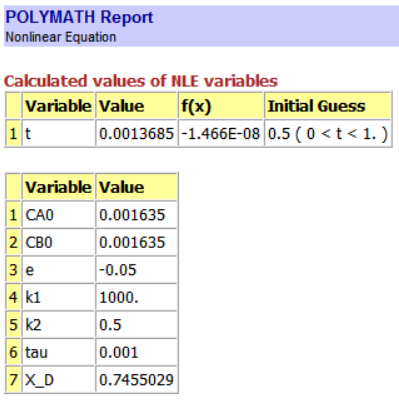 POLYMATH Report
Nonlinear Equation
Calculated values of NLE variables
Variable Value f(x) Initial Guess
1 t 0.0013685 -1.466E-08 0.5 ( 0 < t < 1. )
Variable Value
1 CA0 0.001635
2 CB0 0.001635
3 e -0.05
4 k1 1000.
5 k2 0.5
6 tau 0.001
7 X_D 0.7455029